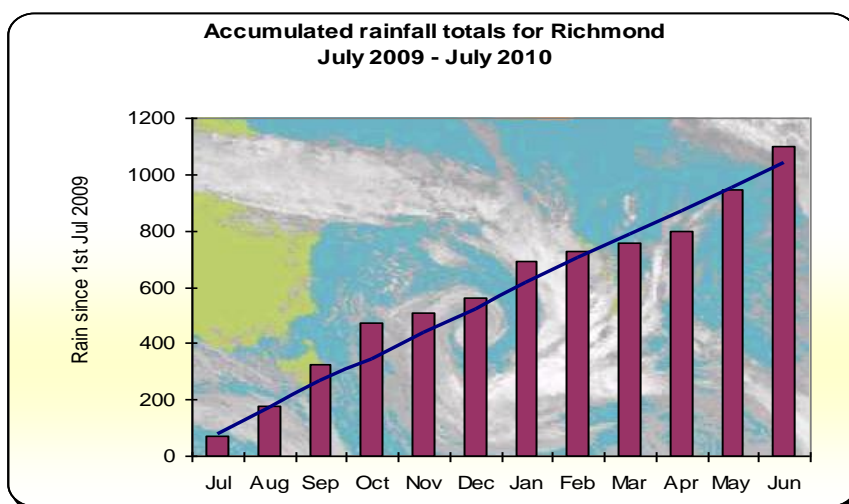 Accumulated rainfall totals for Richmond
July 2009 - July 2010
Rain since 1st Jul 2009
1200
1000
800
600
400
200
0
Jul Aug Sep Oct Nov Dec Jan Feb Mar Apr May Jun